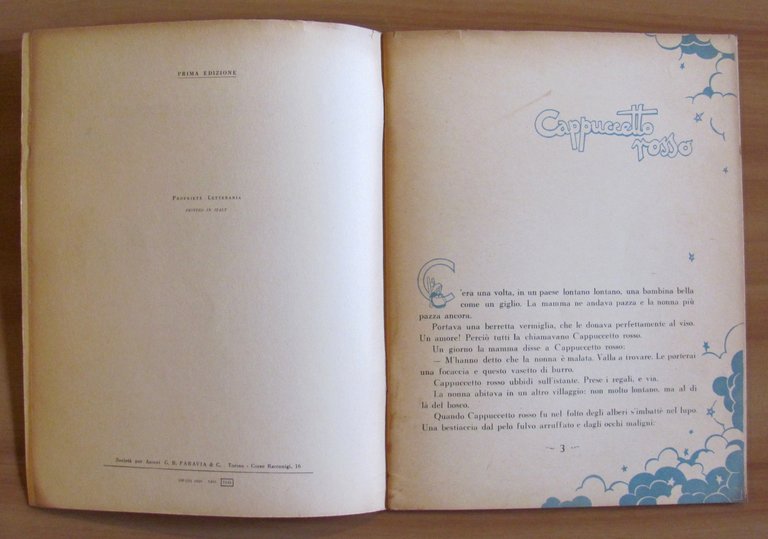 PRIMA EDIZIONE
PROPRIETÀ LETTERARIA
PRINTED IN ITALY
Società per Azioni G. B. PARAVIA & C. Torino - Corso Racconigi, 16
Cappuccetto
rosso
C'era una volta, in un paese lontano lontano, una bambina bella
come un giglio. La mamma ne andava pazza e la nonna più
pazza ancora.
Portava una berretta vermiglia, che le donava perfettamente al viso.
Un amore! Perciò tutti la chiamavano Cappuccetto rosso.
Un giorno la mamma disse a Cappuccetto rosso:
— M'hanno detto che la nonna è malata. Valla a trovare. Le porterai
una focaccia e questo vasetto di burro.
Cappuccetto rosso ubbidì sull'istante. Prese i regali, e via.
La nonna abitava in un altro villaggio: non molto lontano, ma al di
là del bosco.
Quando Cappuccetto rosso fu nel folto degli alberi s'imbattè nel lupo.
Una bestiaccia dal pelo fulvo arruffato e dagli occhi maligni:
- 3 -